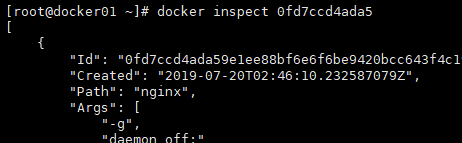 [root@docker01 ~]# docker inspect 0fd7ccd4ada5
[
    {
        "Id": "0fd7ccd4ada59e1ee88bf6e6f6be9420bcc643f4c1
        "Created": "2019-07-20T02:46:10.232587079Z",
        "Path": "nginx",
        "Args": [
            "-g",
            "daemon off;"